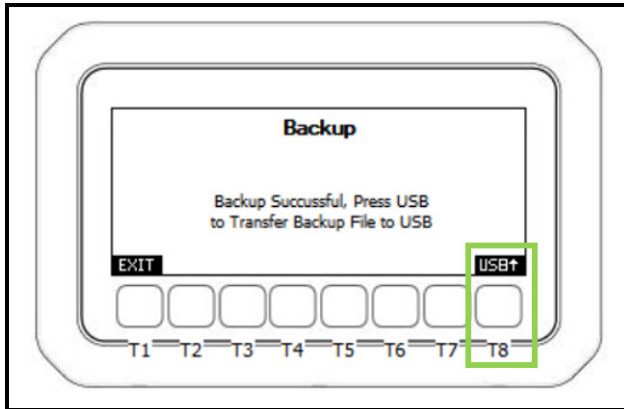 Backup
Backup Succussful, Press USB
to Transfer Backup File to USB
EXIT USB↑
T1 T2 T3 T4 T5 T6 T7 T8